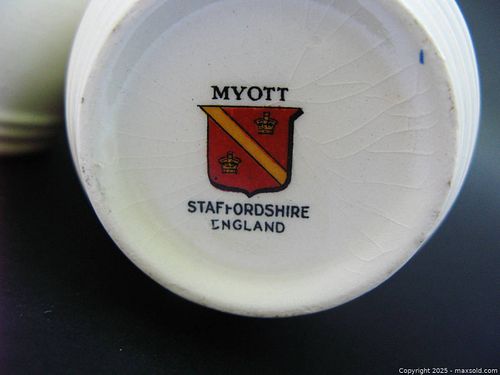 MYOTT
STAFFORDSHIRE
ENGLAND
Copyright 2025 - maxsold.com